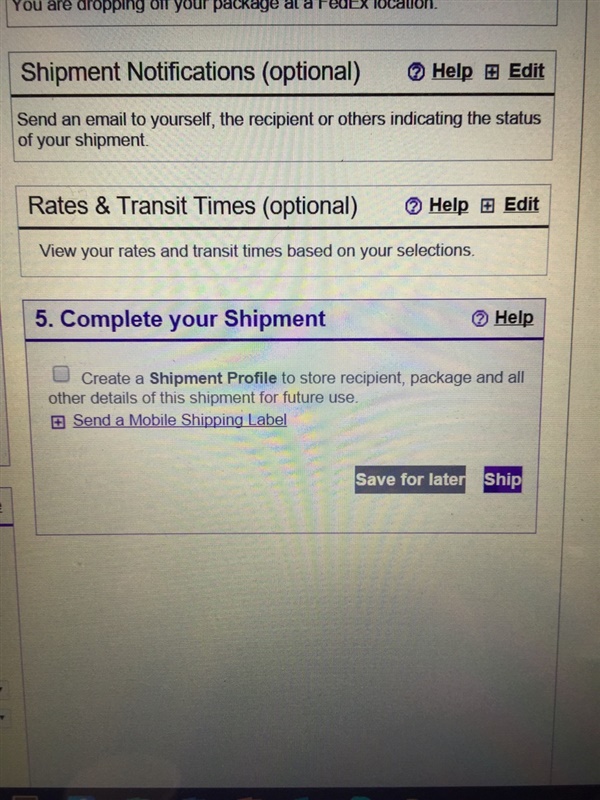 You are dropping off your package at a FedEx location.
Shipment Notifications (optional) Help Edit
Send an email to yourself, the recipient or others indicating the status
of your shipment.
Rates & Transit Times (optional) Help Edit
View your rates and transit times based on your selections.
5. Complete your Shipment Help
Create a Shipment Profile to store recipient, package and all
other details of this shipment for future use.
Send a Mobile Shipping Label
Save for later Ship